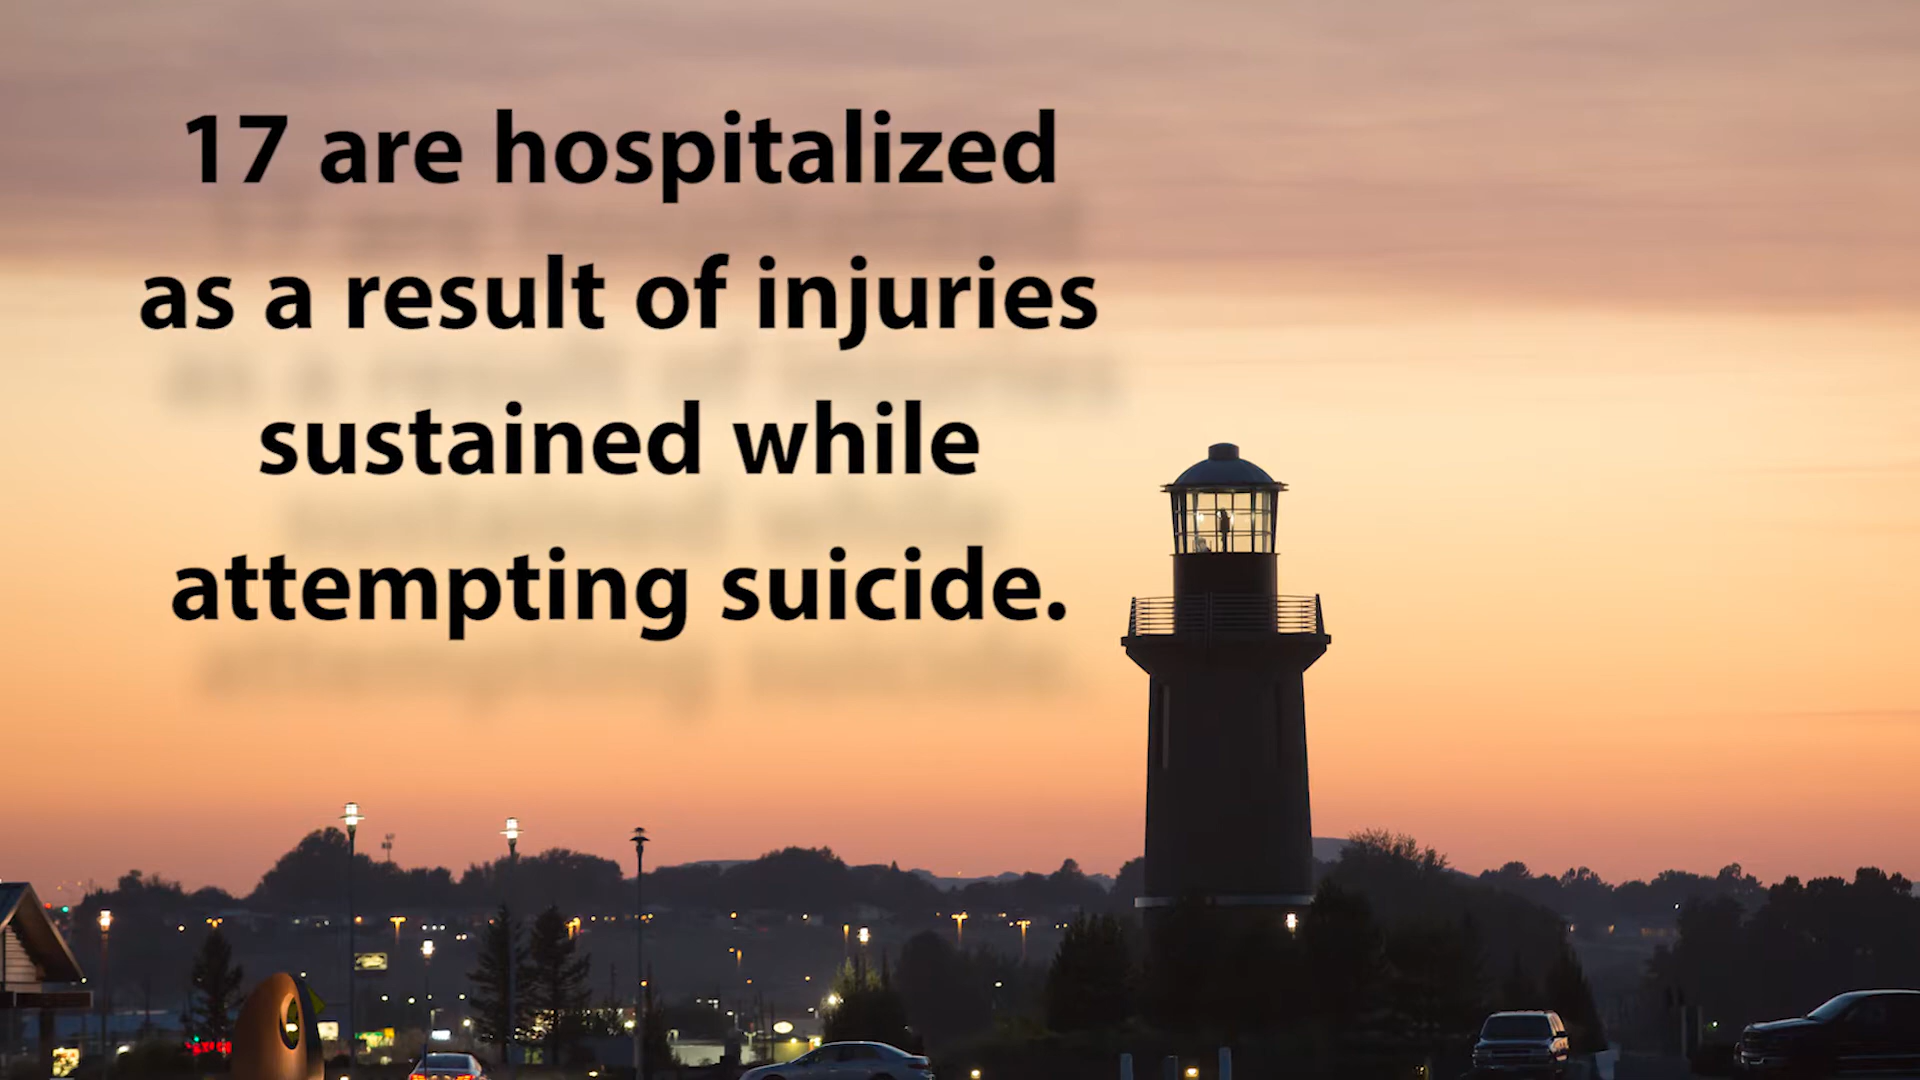 17 are hospitalized
as a result of injuries
sustained while
attempting suicide.